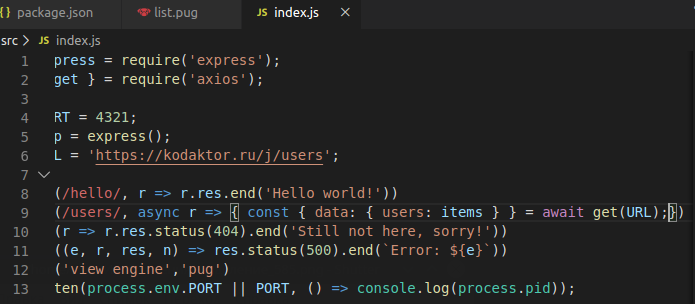 package.json list.pug JS index.js
src > JS index.js
1 press = require('express');
2 get } = require('axios');
3
4 RT = 4321;
5 p = express();
6 L = 'https://kodaktor.ru/j/users';
7
8 (/hello/, r => r.res.end('Hello world!'))
9 (/users/, async r => { const { data: { users: items } } = await get(URL);})
10 (r => r.res.status(404).end('Still not here, sorry!'))
11 ((e, r, res, n) => res.status(500).end(`Error: ${e}`))
12 ('view engine','pug')
13 ten(process.env.PORT || PORT, () => console.log(process.pid));